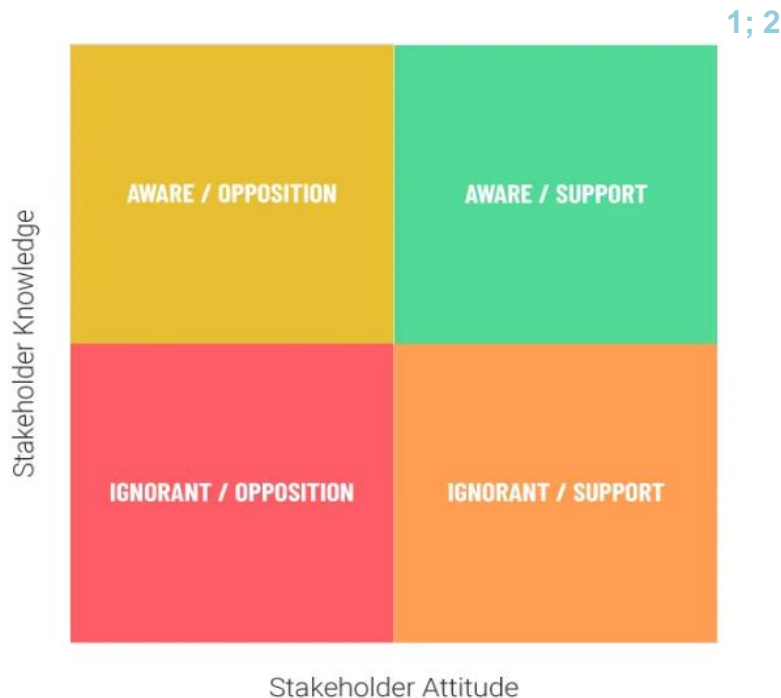 1; 2
AWARE / OPPOSITION
AWARE / SUPPORT
Stakeholder Knowledge
IGNORANT / OPPOSITION
IGNORANT / SUPPORT
Stakeholder Attitude